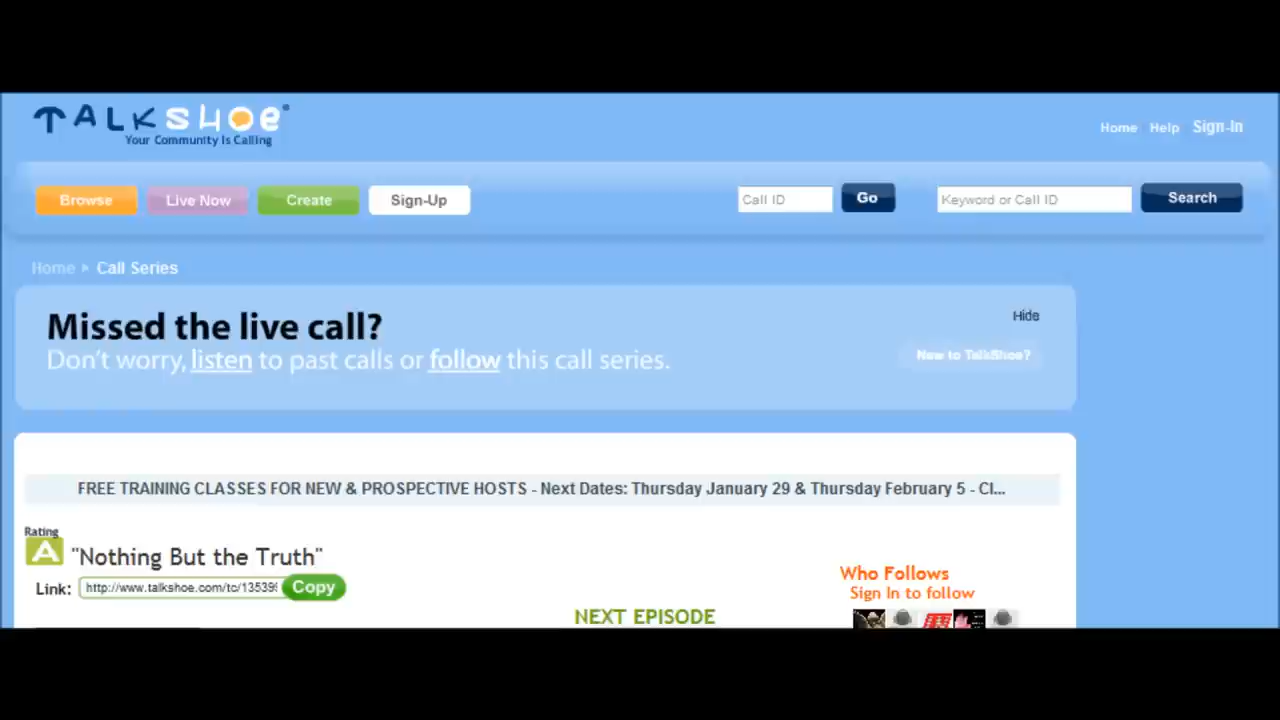 TALKSHOE
Your Community Is Calling
Home Help Sign-In
Browse Live Now Create Sign-Up Call ID Go Keyword or Call ID Search
Home Call Series
Missed the live call?
Hide
Don't worry, listen to past calls or follow this call series.
New to TalkShoe?
FREE TRAINING CLASSES FOR NEW & PROSPECTIVE HOSTS - Next Dates: Thursday January 29 & Thursday February 5 - Cl...
Rating
A "Nothing But the Truth"
Link: http://www.talkshoe.com/tc/13539 Copy
Who Follows
Sign In to follow
NEXT EPISODE